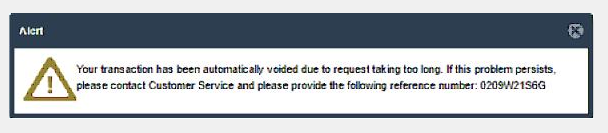 Alert
Your transaction has been automatically voided due to request taking too long. If this problem persists,
please contact Customer Service and please provide the following reference number: 0209W21S6G